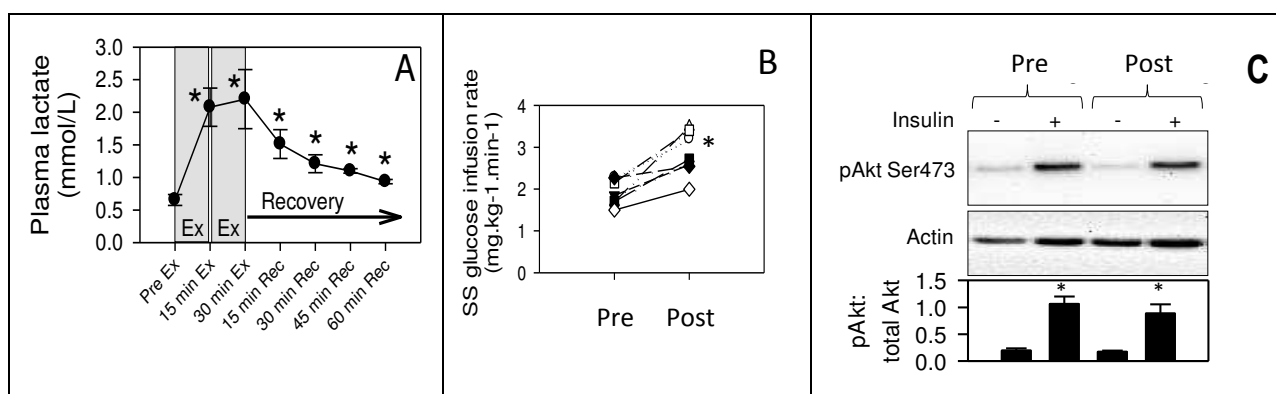 A
Plasma lactate
(mmol/L)
3.0
2.5
2.0
1.5
1.0
0.5
0.0
*
*
*
*
*
*
Recovery
Ex
Ex
Pre Ex
15 min Ex
30 min Ex
15 min Rec
30 min Rec
45 min Rec
60 min Rec
B
SS glucose infusion rate
(mg.kg-1.min-1)
4
3
2
1
0
*
Pre
Post
C
Pre
Post
Insulin
-
+
-
+
pAkt Ser473
Actin
pAkt:
total Akt
1.5
1.0
0.5
0.0
*
*